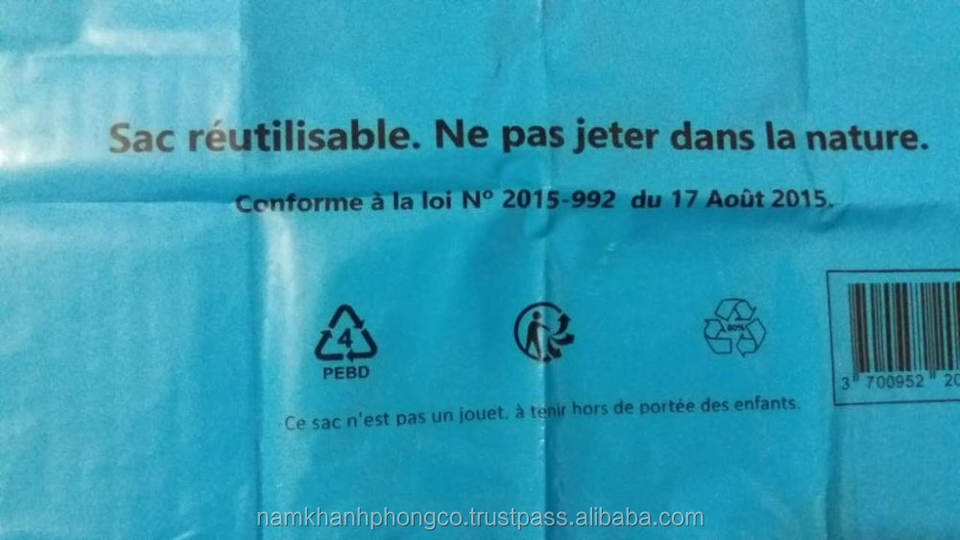 Sac réutilisable. Ne pas jeter dans la nature.
Conforme à la loi Nº 2015-992 du 17 Août 2015.
4
PEBD
80%
3 700952 20
Ce sac n'est pas un jouet. à tenir hors de portée des enfants.
namkhanhphongco.trustpass.alibaba.com